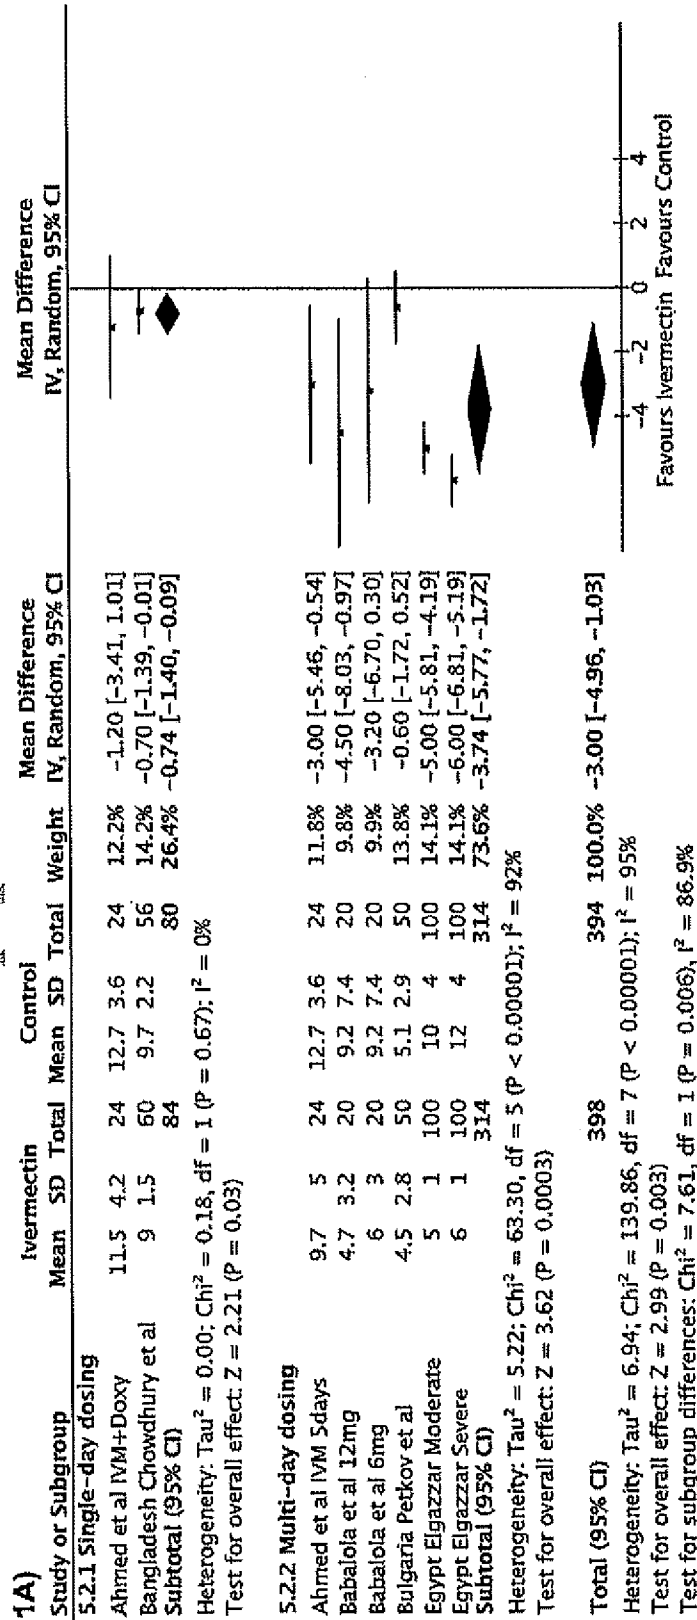 1A)
Ivermectin Control Mean Difference Mean Difference
Study or Subgroup Mean SD Total Mean SD Total Weight IV, Random, 95% CI IV, Random, 95% CI
5.2.1 Single-day dosing
Ahmed et al IVM+Doxy 11.5 4.2 24 12.7 3.6 24 12.2% −1.20 [−3.41, 1.01]
Bangladesh Chowdhury et al 9 1.5 60 9.7 2.2 56 14.2% −0.70 [−1.39, −0.01]
Subtotal (95% CI) 84 80 26.4% −0.74 [−1.40, −0.09]
Heterogeneity: Tau² = 0.00; Chi² = 0.18, df = 1 (P = 0.67); I² = 0%
Test for overall effect: Z = 2.21 (P = 0.03)
5.2.2 Multi-day dosing
Ahmed et al IVM 5days 9.7 5 24 12.7 3.6 24 11.8% −3.00 [−5.46, −0.54]
Babalola et al 12mg 4.7 3.2 20 9.2 7.4 20 9.8% −4.50 [−8.03, −0.97]
Babalola et al 6mg 6 3 20 9.2 7.4 20 9.9% −3.20 [−6.70, 0.30]
Bulgaria Petkov et al 4.5 2.8 50 5.1 2.9 50 13.8% −0.60 [−1.72, 0.52]
Egypt Elgazzar Moderate 5 1 100 10 4 100 14.1% −5.00 [−5.81, −4.19]
Egypt Elgazzar Severe 6 1 100 12 4 100 14.1% −6.00 [−6.81, −5.19]
Subtotal (95% CI) 314 314 73.6% −3.74 [−5.77, −1.72]
Heterogeneity: Tau² = 5.22; Chi² = 63.30, df = 5 (P < 0.00001); I² = 92%
Test for overall effect: Z = 3.62 (P = 0.0003)
Total (95% CI) 398 394 100.0% −3.00 [−4.96, −1.03]
Heterogeneity: Tau² = 6.94; Chi² = 139.86, df = 7 (P < 0.00001); I² = 95%
Test for overall effect: Z = 2.99 (P = 0.003)
Test for subgroup differences: Chi² = 7.61, df = 1 (P = 0.006), I² = 86.9%
−4 −2 0 2 4
Favours Ivermectin Favours Control